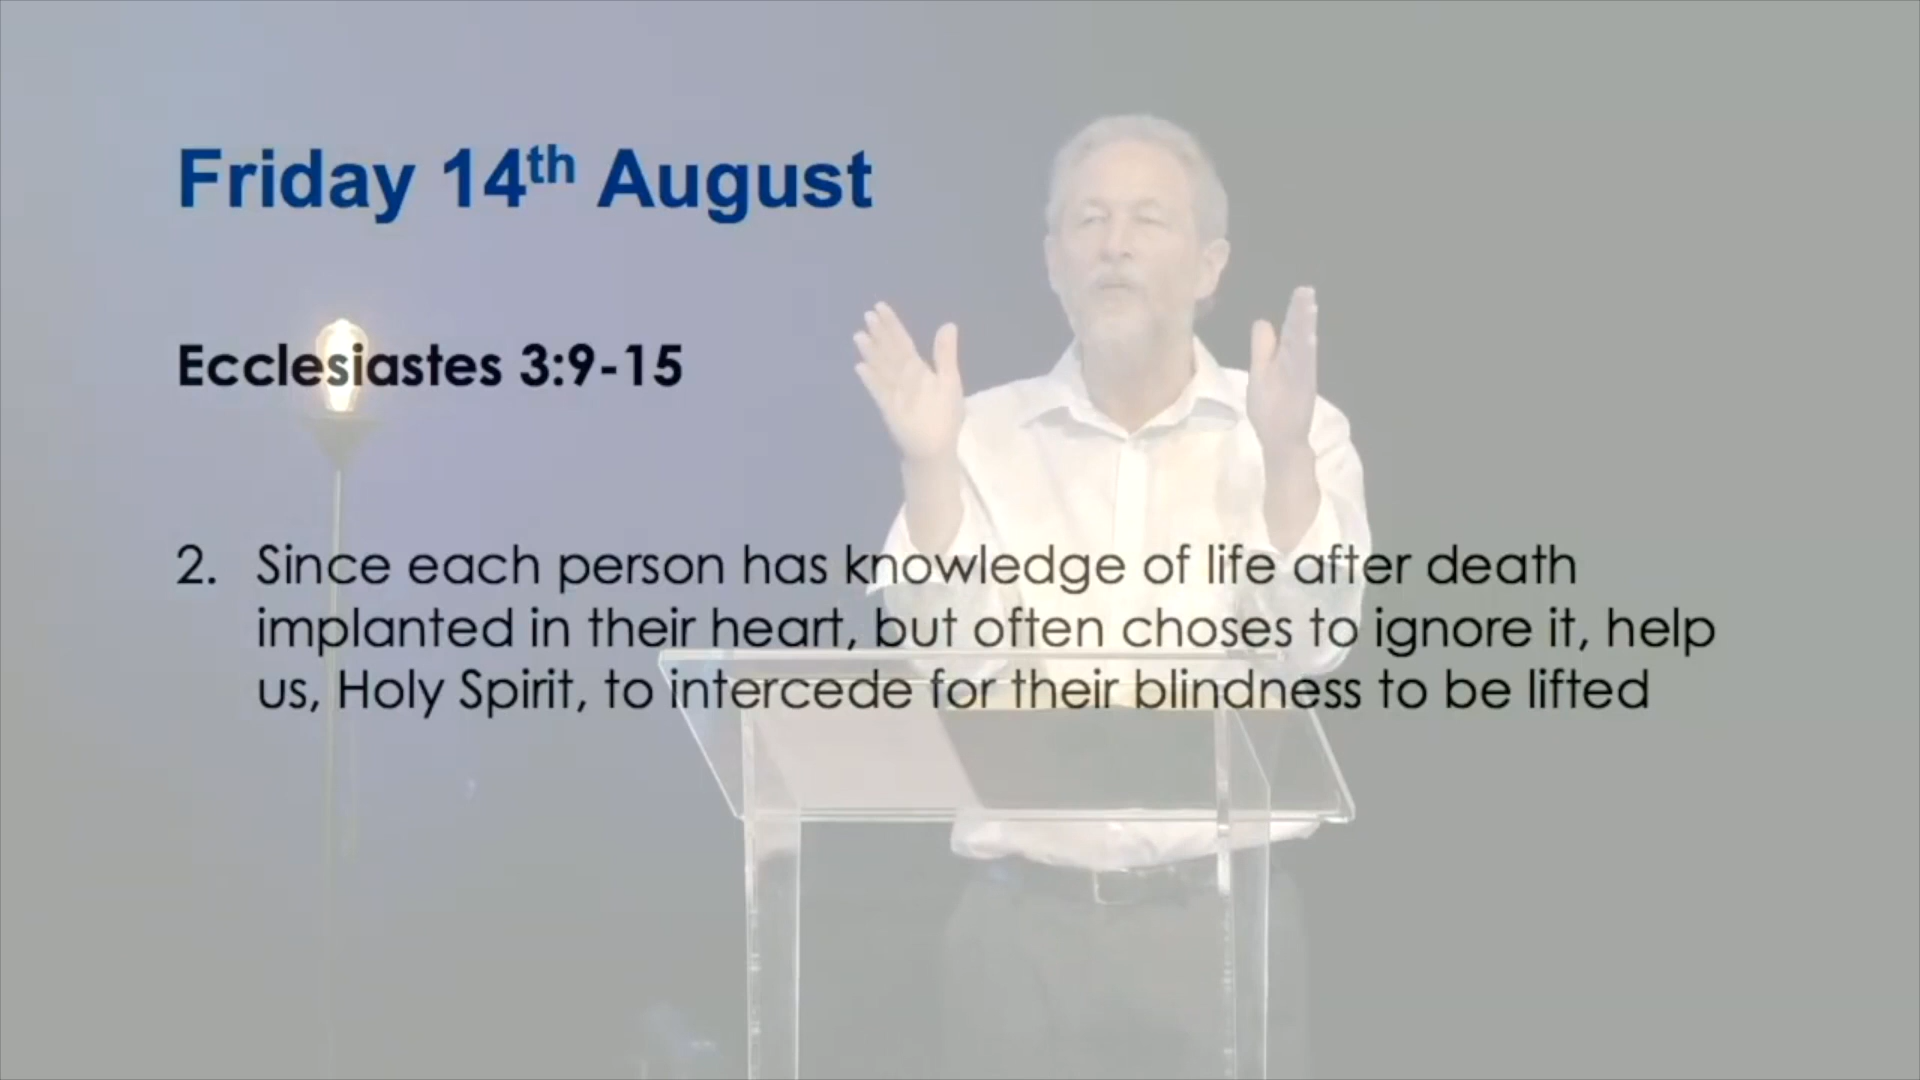 Friday 14th August
Ecclesiastes 3:9-15
2. Since each person has knowledge of life after death
implanted in their heart, but often choses to ignore it, help
us, Holy Spirit, to intercede for their blindness to be lifted